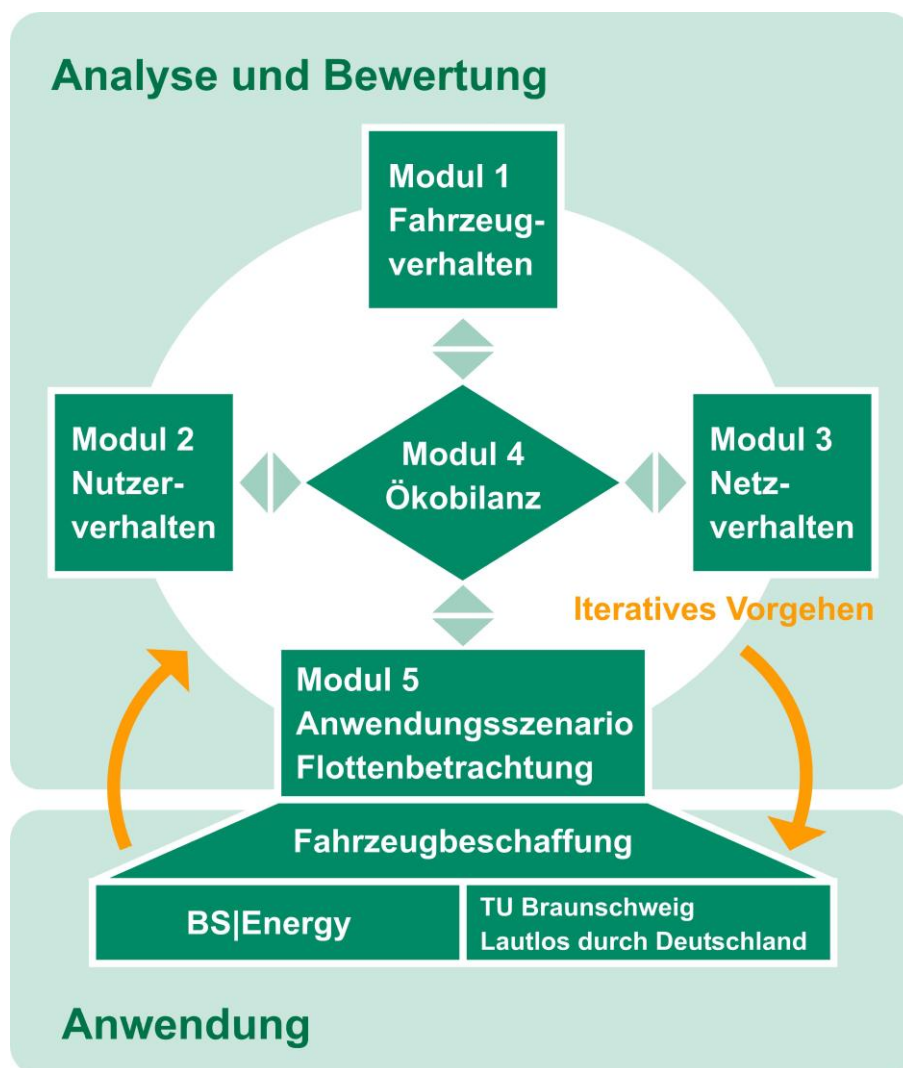 Analyse und Bewertung
Modul 1
Fahrzeug-
verhalten
Modul 2
Nutzer-
verhalten
Modul 4
Ökobilanz
Modul 3
Netz-
verhalten
Iteratives Vorgehen
Modul 5
Anwendungsszenario
Flottenbetrachtung
Fahrzeugbeschaffung
BS|Energy
TU Braunschweig
Lautlos durch Deutschland
Anwendung